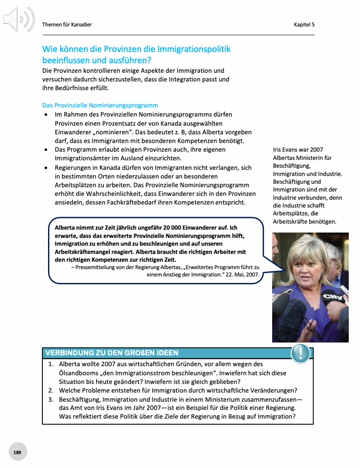 Themen für Kanadier
Kapitel 5
Wie können die Provinzen die Immigrationspolitik
beeinflussen und ausführen?
Die Provinzen kontrollieren einige Aspekte der Immigration und
versuchen dadurch sicherzustellen, dass die Integration passt und
ihre Bedürfnisse erfüllt.
Das Provinzielle Nominierungsprogramm
• Im Rahmen des Provinziellen Nominierungsprogramms dürfen
Provinzen einen Prozentsatz der von Kanada ausgewählten
Einwanderer „nominieren“. Das bedeutet z. B, dass Alberta vorgeben
darf, dass es Immigranten mit besonderen Kompetenzen benötigt.
• Das Programm erlaubt einigen Provinzen auch, ihre eigenen
Immigrationsämter im Ausland einzurichten.
• Regierungen in Kanada dürfen von Immigranten nicht verlangen, sich
in bestimmten Orten niederzulassen oder an besonderen
Arbeitsplätzen zu arbeiten. Das Provinzielle Nominierungsprogramm
erhöht die Wahrscheinlichkeit, dass Einwanderer sich in den Provinzen
ansiedeln, dessen Fachkräftebedarf ihren Kompetenzen entspricht.
Iris Evans war 2007
Albertas Ministerin für
Beschäftigung,
Immigration und Industrie.
Beschäftigung und
Immigration sind mit der
Industrie verbunden, denn
die Industrie schafft
Arbeitsplätze, die
Arbeitskräfte benötigen.
Alberta nimmt zur Zeit jährlich ungefähr 20 000 Einwanderer auf. Ich
erwarte, dass das erweiterte Provinzielle Nominierungsprogramm hilft,
Immigration zu erhöhen und zu beschleunigen und auf unseren
Arbeitskräftemangel reagiert. Alberta braucht die richtigen Arbeiter mit
den richtigen Kompetenzen zur richtigen Zeit.
– Pressemitteilung von der Regierung Albertas, „Erweitertes Programm führt zu
einem Anstieg der Immigration.“ 22. Mai, 2007.
VERBINDUNG ZU DEN GROßEN IDEEN
1. Alberta wollte 2007 aus wirtschaftlichen Gründen, vor allem wegen des
Ölsandbooms „den Immigrationsstrom beschleunigen“. Inwiefern hat sich diese
Situation bis heute geändert? Inwiefern ist sie gleich geblieben?
2. Welche Probleme entstehen für Immigration durch wirtschaftliche Veränderungen?
3. Beschäftigung, Immigration und Industrie in einem Ministerium zusammenfassen—
das Amt von Iris Evans im Jahr 2007—ist ein Beispiel für die Politik einer Regierung.
Was reflektiert diese Politik über die Ziele der Regierung in Bezug auf Immigration?
189